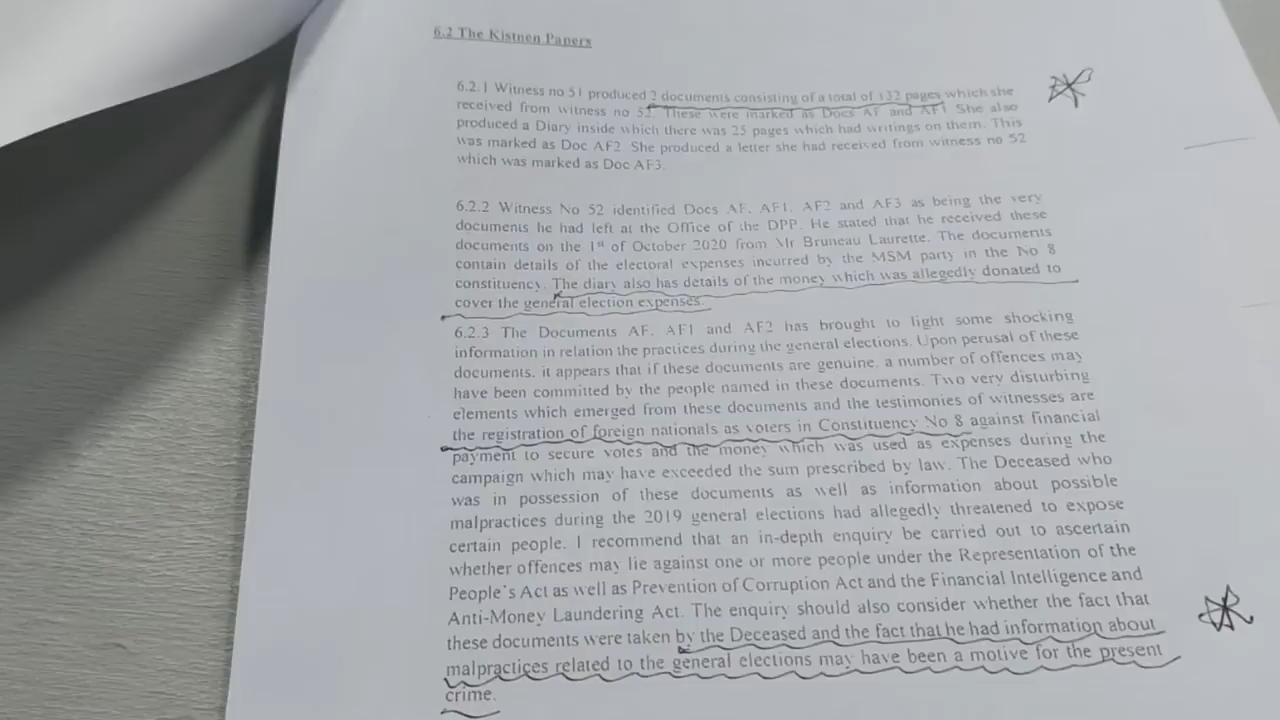 6.2 The Kistnen Papers
6.2.1 Witness no 51 produced 2 documents consisting of a total of 132 pages which she
received from witness no 52. These were marked as Docs AF and AF1. She also
produced a Diary inside which there was 25 pages which had writings on them. This
was marked as Doc AF2. She produced a letter she had received from witness no 52
which was marked as Doc AF3.
6.2.2 Witness No 52 identified Docs AF, AF1, AF2 and AF3 as being the very
documents he had left at the Office of the DPP. He stated that he received these
documents on the 1st of October 2020 from Mr Bruneau Laurette. The documents
contain details of the electoral expenses incurred by the MSM party in the No 8
constituency. The diary also has details of the money which was allegedly donated to
cover the general election expenses.
6.2.3 The Documents AF, AF1 and AF2 has brought to light some shocking
information in relation the practices during the general elections. Upon perusal of these
documents, it appears that if these documents are genuine, a number of offences may
have been committed by the people named in these documents. Two very disturbing
elements which emerged from these documents and the testimonies of witnesses are
the registration of foreign nationals as voters in Constituency No 8 against financial
payment to secure votes and the money which was used as expenses during the
campaign which may have exceeded the sum prescribed by law. The Deceased who
was in possession of these documents as well as information about possible
malpractices during the 2019 general elections had allegedly threatened to expose
certain people. I recommend that an in-depth enquiry be carried out to ascertain
whether offences may lie against one or more people under the Representation of the
People's Act as well as Prevention of Corruption Act and the Financial Intelligence and
Anti-Money Laundering Act. The enquiry should also consider whether the fact that
these documents were taken by the Deceased and the fact that he had information about
malpractices related to the general elections may have been a motive for the present
crime.